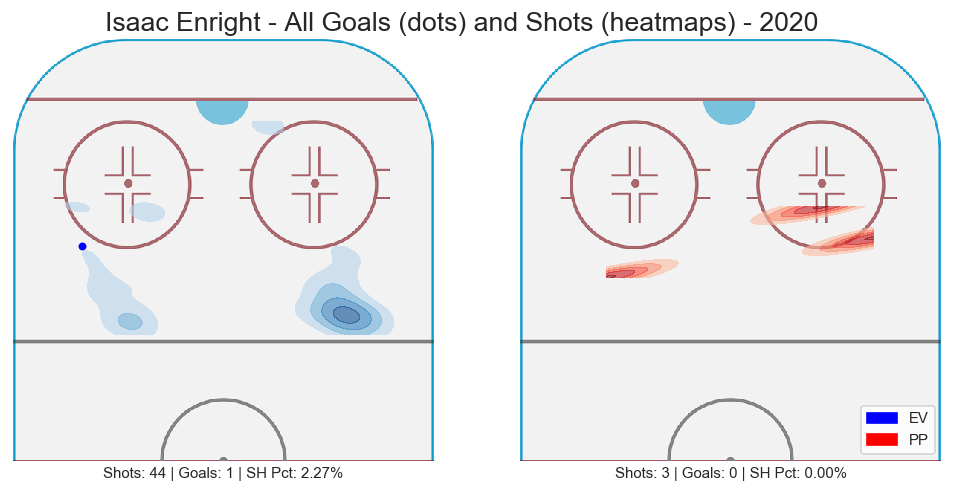 Isaac Enright - All Goals (dots) and Shots (heatmaps) - 2020
EV
PP
Shots: 44 | Goals: 1 | SH Pct: 2.27%
Shots: 3 | Goals: 0 | SH Pct: 0.00%